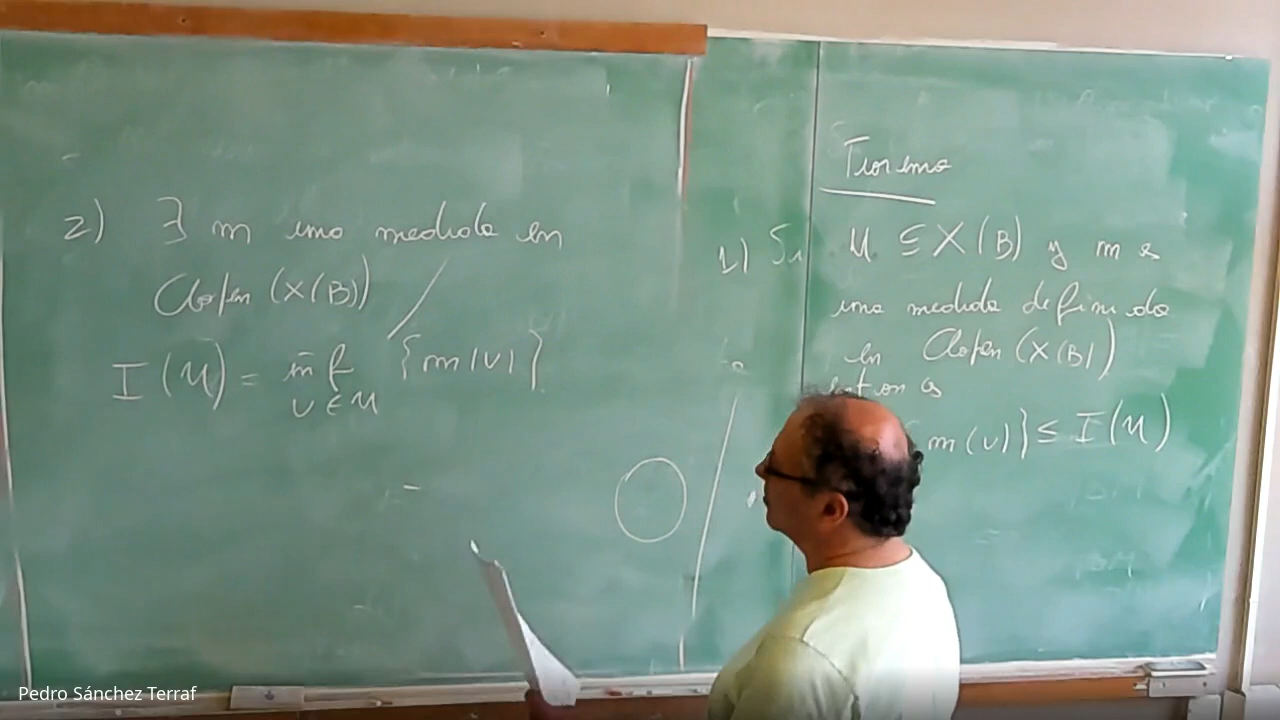 2) ∃ m una medida en
Clopen (X(B)) /
I(U) = inf {m(U)}
U ∈ U
Teorema
1) Si U ⊆ X(B) y m es
una medida definida
en Clopen (X(B))
entonces
m(U)} ≤ I(U)
Pedro Sánchez Terraf